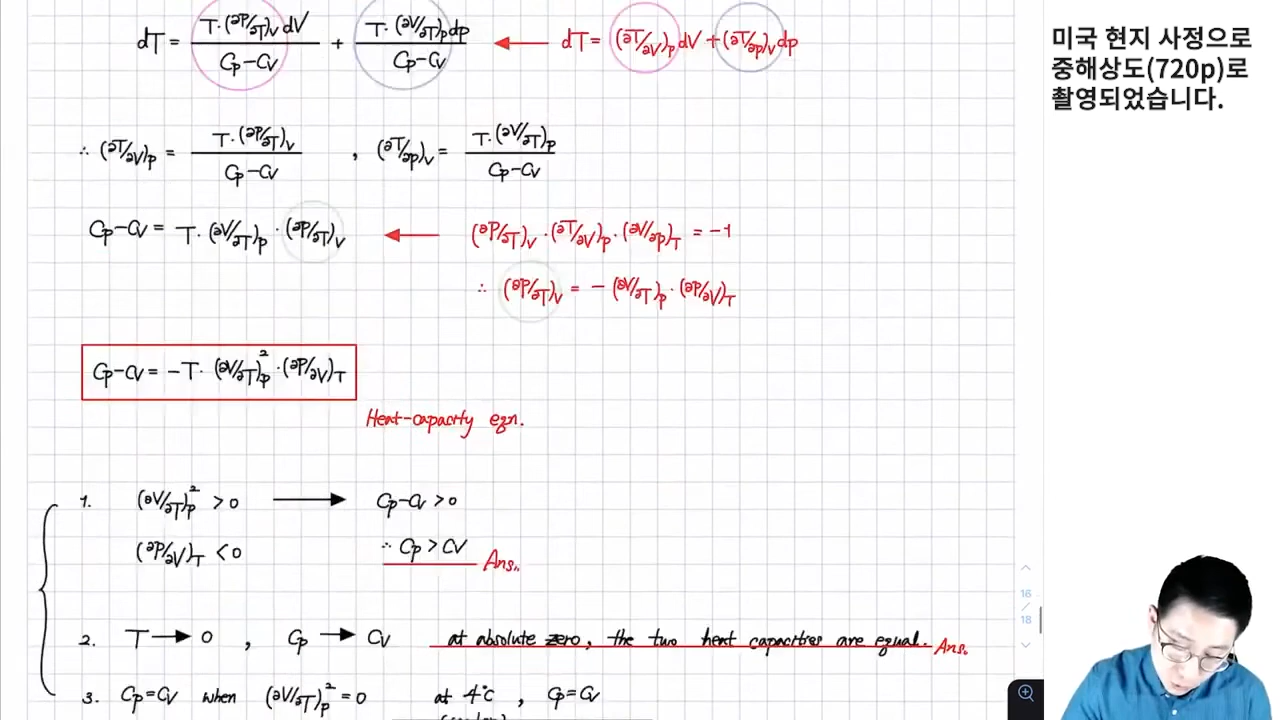 dT = T·(∂P/∂T)v dV / (Cp−Cv) + T·(∂V/∂T)p dp / (Cp−Cv) ← dT = (∂T/∂V)p dV + (∂T/∂p)v dp
∴ (∂T/∂V)p = T·(∂P/∂T)v / (Cp−Cv) , (∂T/∂p)v = T·(∂V/∂T)p / (Cp−Cv)
Cp−Cv = T·(∂V/∂T)p·(∂P/∂T)v ← (∂P/∂T)v·(∂T/∂V)p·(∂V/∂p)T = −1
∴ (∂P/∂T)v = −(∂V/∂T)p·(∂P/∂V)T
Cp−Cv = −T·(∂V/∂T)p²·(∂P/∂V)T
Heat-capacity eqn.
1. (∂V/∂T)p² > 0 → Cp−Cv > 0
(∂P/∂V)T < 0 ∴ Cp > CV Ans.
2. T → 0 , Cp → Cv at absolute zero, the two heat capacities are equal. Ans.
3. Cp=Cv when (∂V/∂T)p² = 0 at 4°C , Cp=Cv
미국 현지 사정으로
중해상도(720p)로
촬영되었습니다.
16
/
18